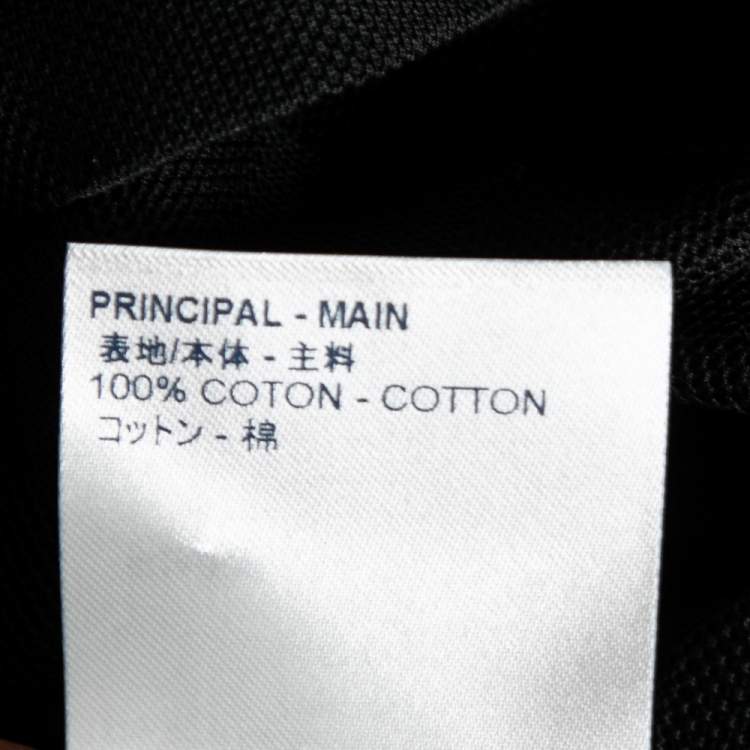 PRINCIPAL - MAIN
表地/本体 - 主料
100% COTON - COTTON
コットン - 棉